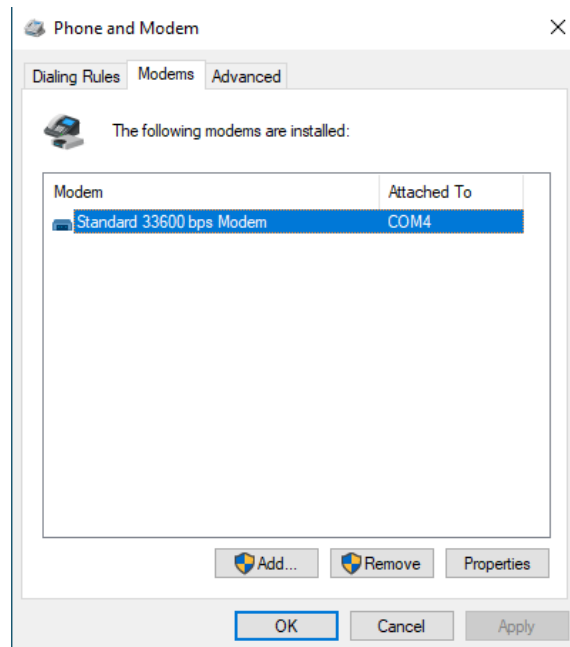 Phone and Modem
Dialing Rules Modems Advanced
The following modems are installed:
Modem Attached To
Standard 33600 bps Modem COM4
Add... Remove Properties
OK Cancel Apply